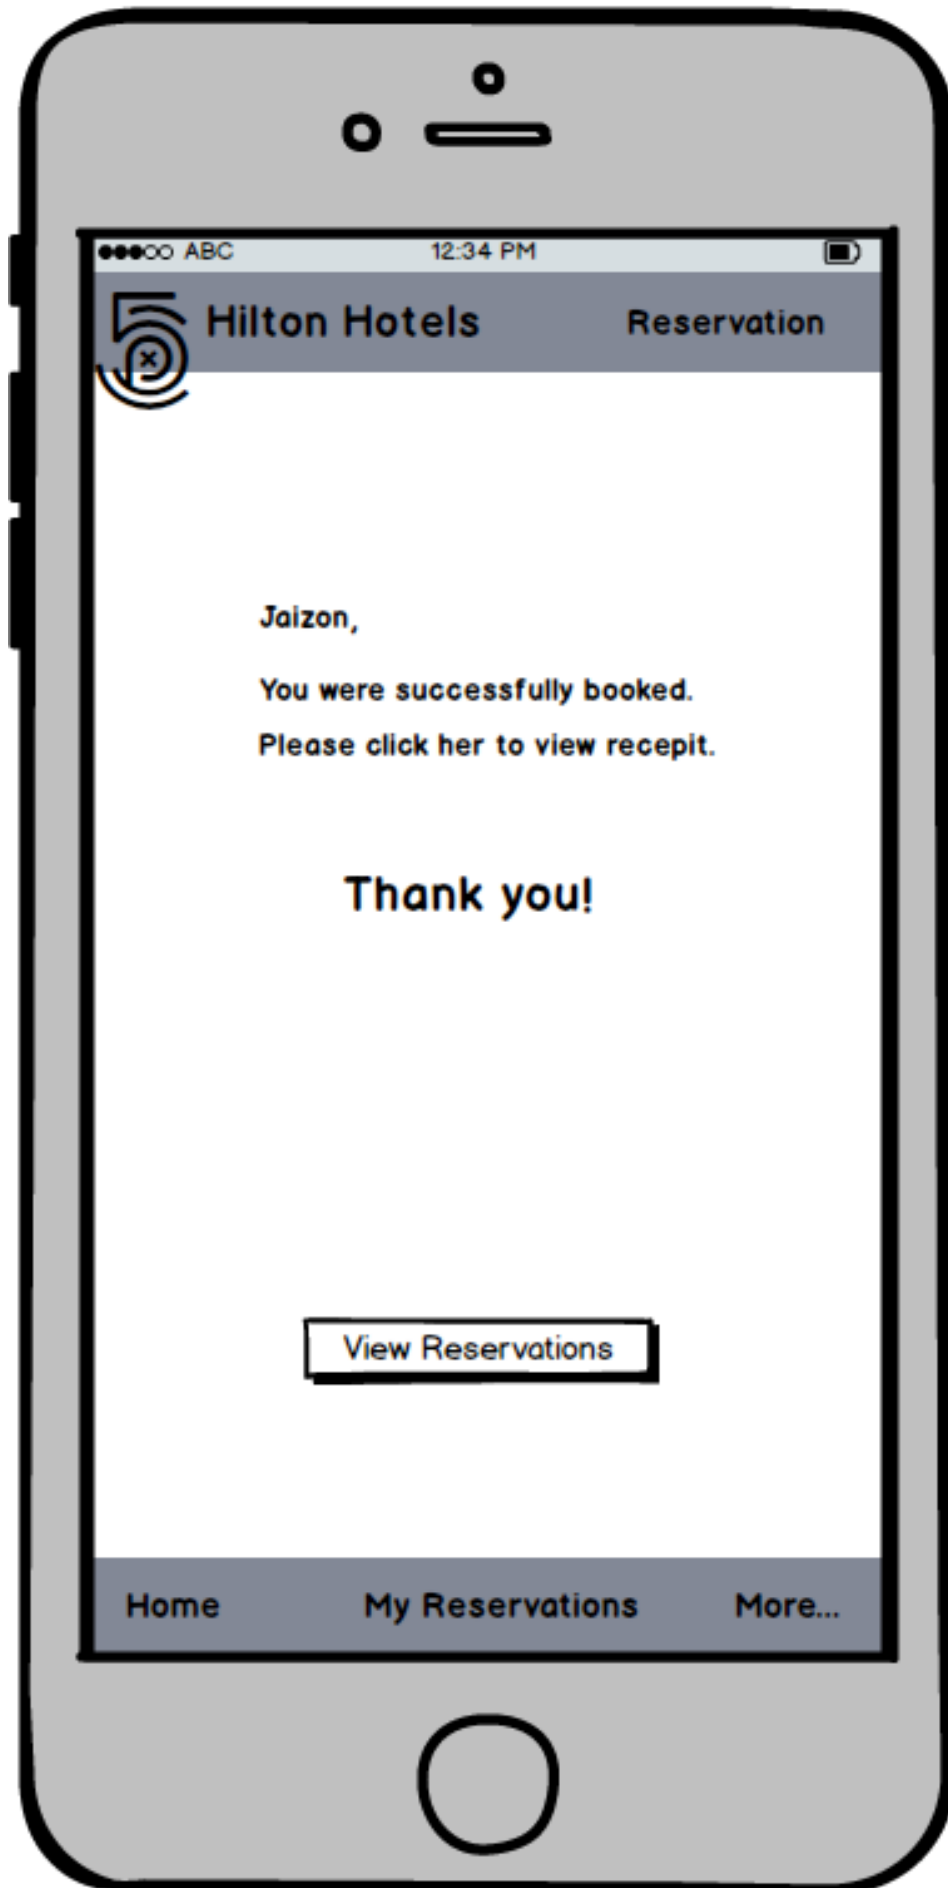 ABC 12:34 PM
Hilton Hotels Reservation
Jaizon,
You were successfully booked.
Please click her to view recepit.
Thank you!
View Reservations
Home My Reservations More...